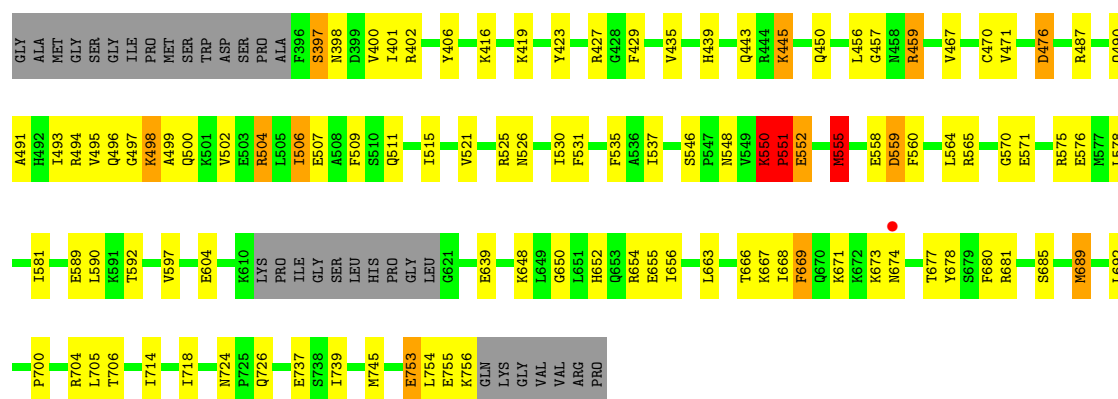 GLY ALA MET GLY SER GLY ILE PRO MET SER TRP ASP SER PRO ALA F396 S397 N398 D399 V400 I401 R402 Y406 K416 K419 Y423 R427 G428 F429 V435 H439 Q443 R444 K445 Q450 L456 G457 N458 R459 V467 C470 V471 D476 R487
A491 H492 I493 R494 V495 Q496 G497 K498 A499 Q500 K501 V502 E503 R504 L505 I506 E507 A508 F509 S510 Q511 I515 V521 R525 N526 I530 F531 F535 A536 I537 S546 P547 N548 V549 K550 P551 E552 M555 E558 D559 F560 L564 R565 G570 E571 R575 E576 M577 L578
I581 E589 L590 K591 T592 V597 E604 K610 LYS PRO ILE GLY SER LEU HIS PRO GLY LEU G621 E639 K648 L649 G650 L651 H652 Q653 R654 E655 I656 L663 T666 K667 I668 F669 Q670 K671 K672 K673 N674 T677 Y678 S679 F680 R681 S685 M689 L692
P700 R704 L705 T706 I714 I718 N724 P725 Q726 E737 S738 I739 M745 E753 L754 E755 K756 GLN LYS GLY VAL VAL ARG PRO